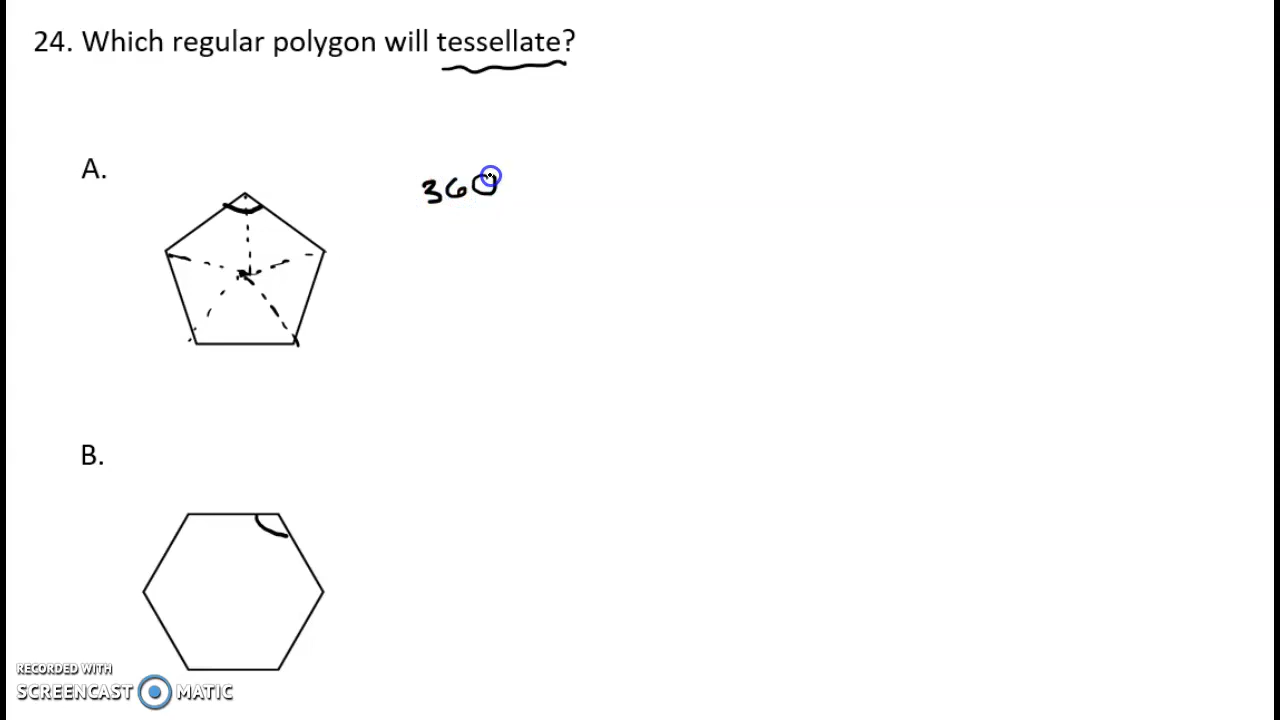 24. Which regular polygon will tessellate?
A.
360
B.
RECORDED WITH
SCREENCAST MATIC